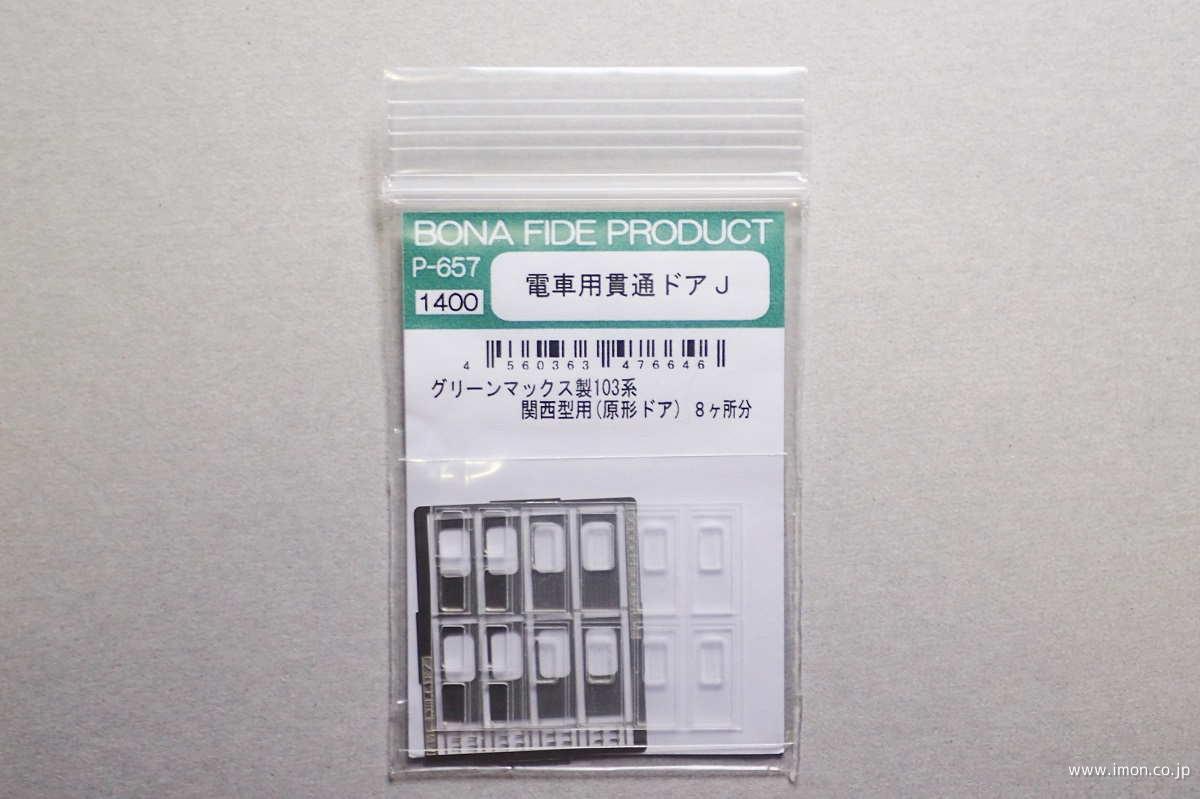 BONA FIDE PRODUCT
P-657
1400
電車用貫通ドアJ
4 560363 476646
グリーンマックス製103系
関西型用(原形ドア) 8ヶ所分
www.imon.co.jp